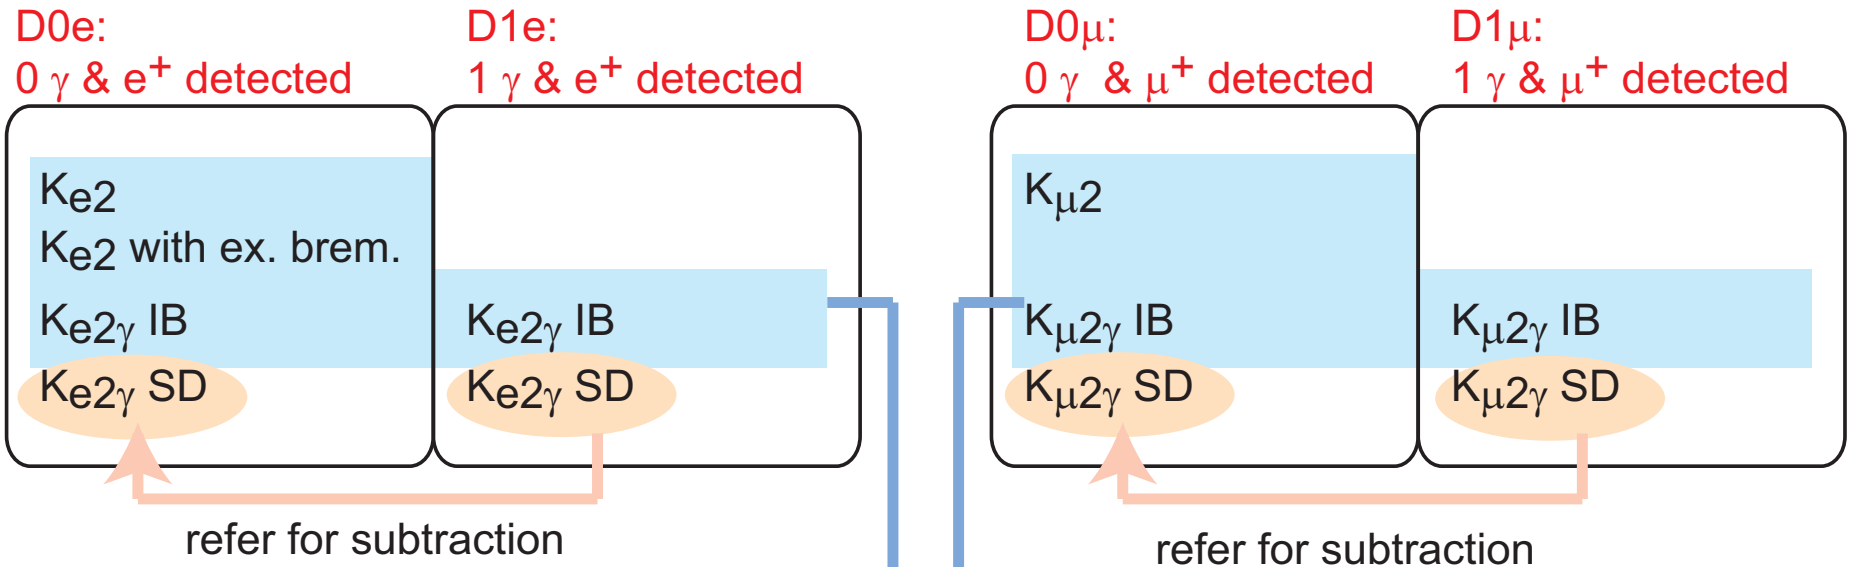 D0e:
0 γ & e⁺ detected
D1e:
1 γ & e⁺ detected
Ke2
Ke2 with ex. brem.
Ke2γ IB
Ke2γ SD
Ke2γ IB
Ke2γ SD
refer for subtraction
D0μ:
0 γ & μ⁺ detected
D1μ:
1 γ & μ⁺ detected
Kμ2
Kμ2γ IB
Kμ2γ SD
Kμ2γ IB
Kμ2γ SD
refer for subtraction